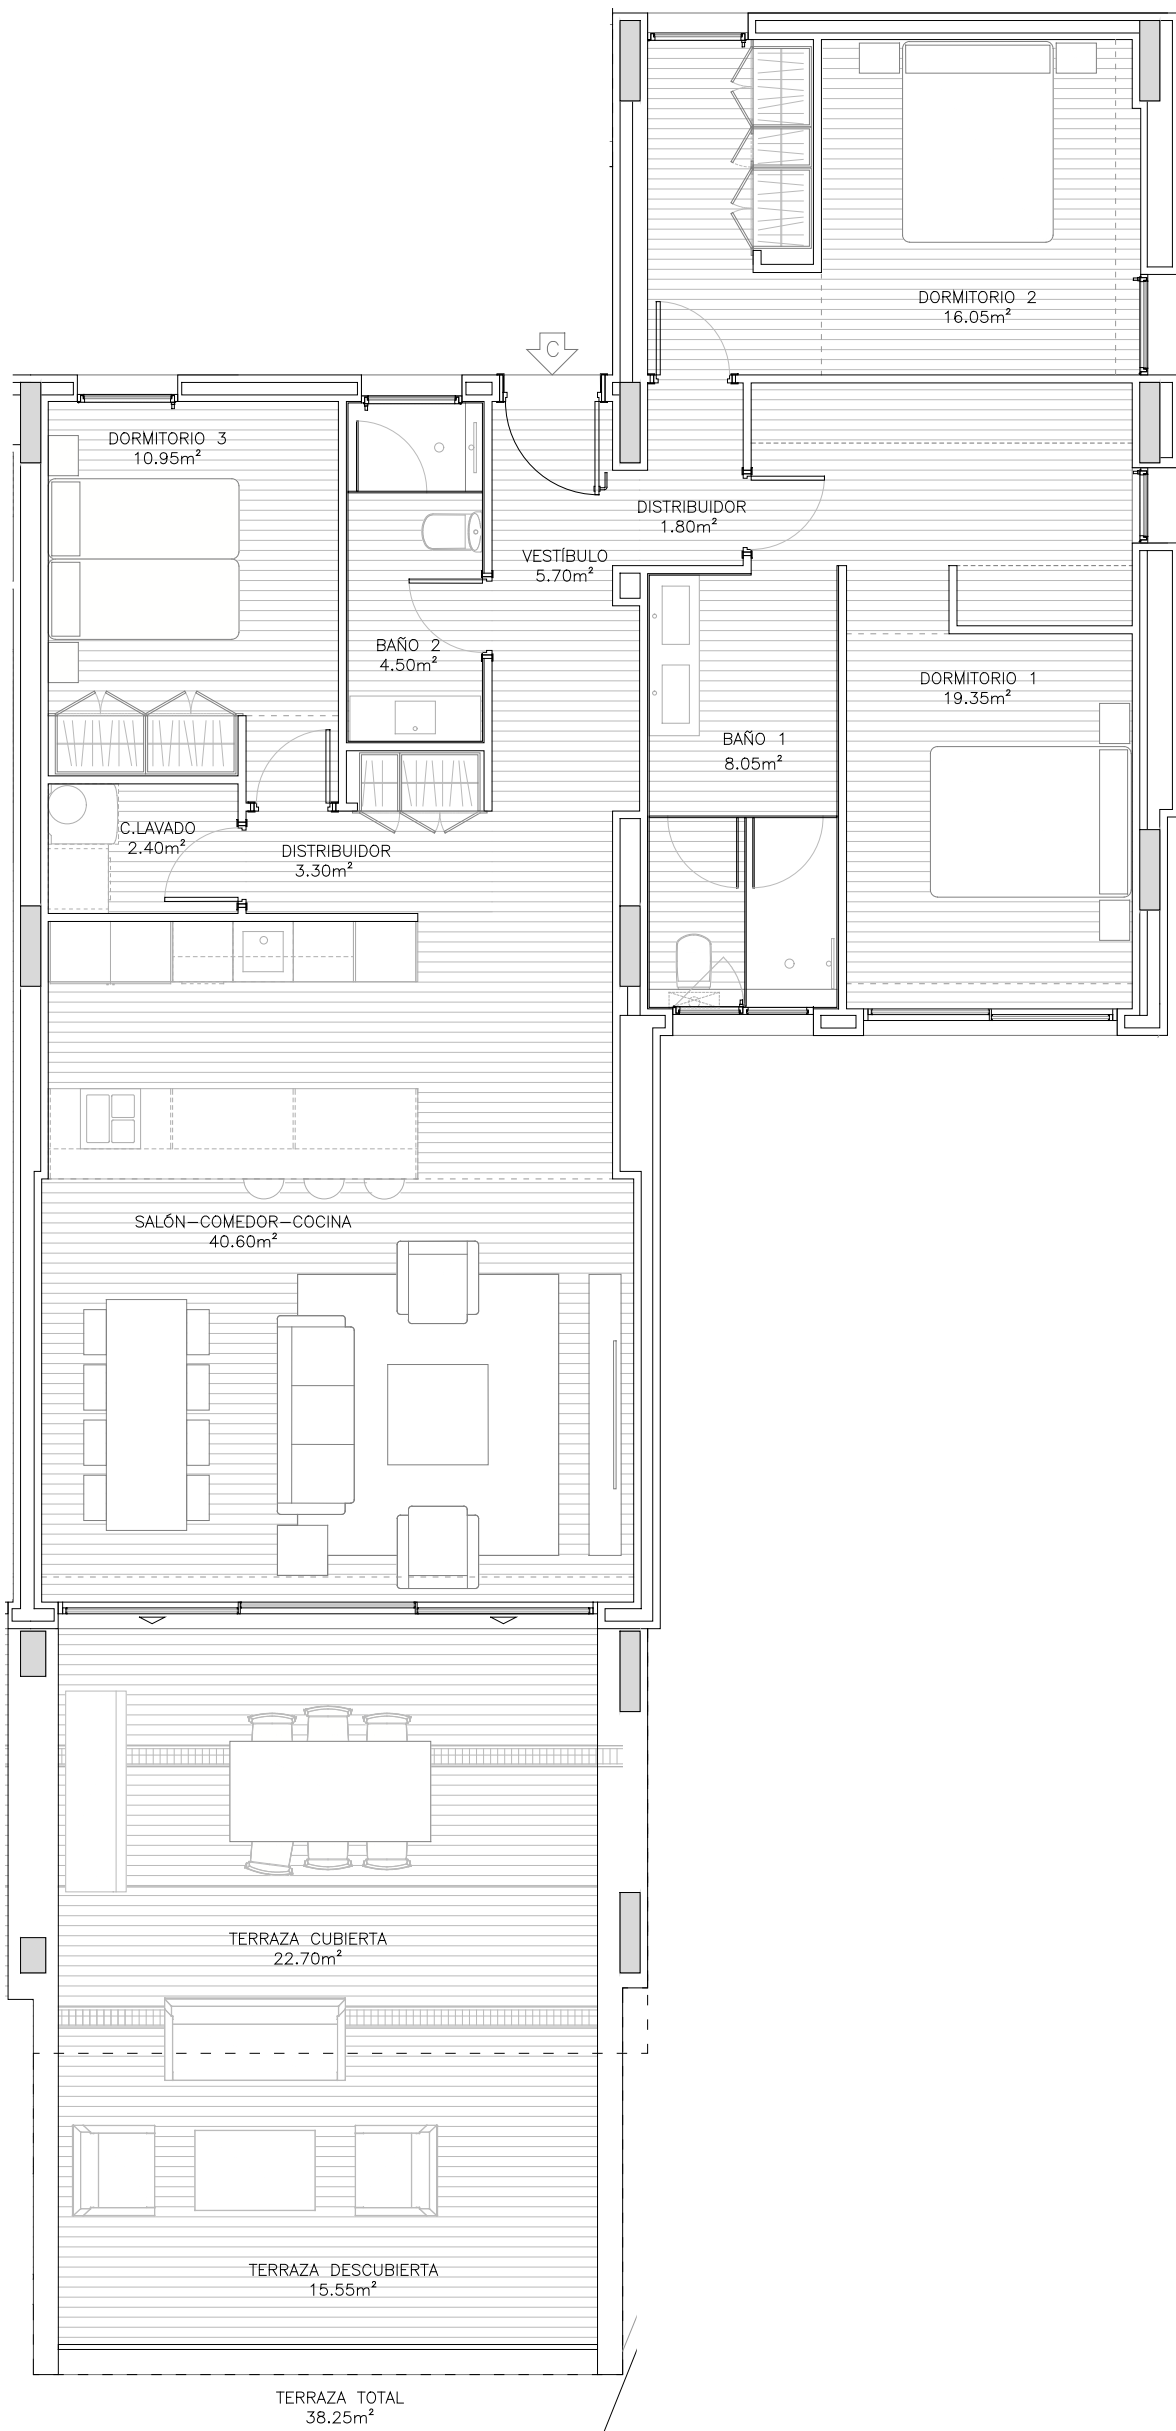 DORMITORIO 2
16.05m²
C
DORMITORIO 3
10.95m²
DISTRIBUIDOR
1.80m²
VESTÍBULO
5.70m²
BAÑO 2
4.50m²
DORMITORIO 1
19.35m²
BAÑO 1
8.05m²
C.LAVADO
2.40m²
DISTRIBUIDOR
3.30m²
SALÓN-COMEDOR-COCINA
40.60m²
TERRAZA CUBIERTA
22.70m²
TERRAZA DESCUBIERTA
15.55m²
TERRAZA TOTAL
38.25m²